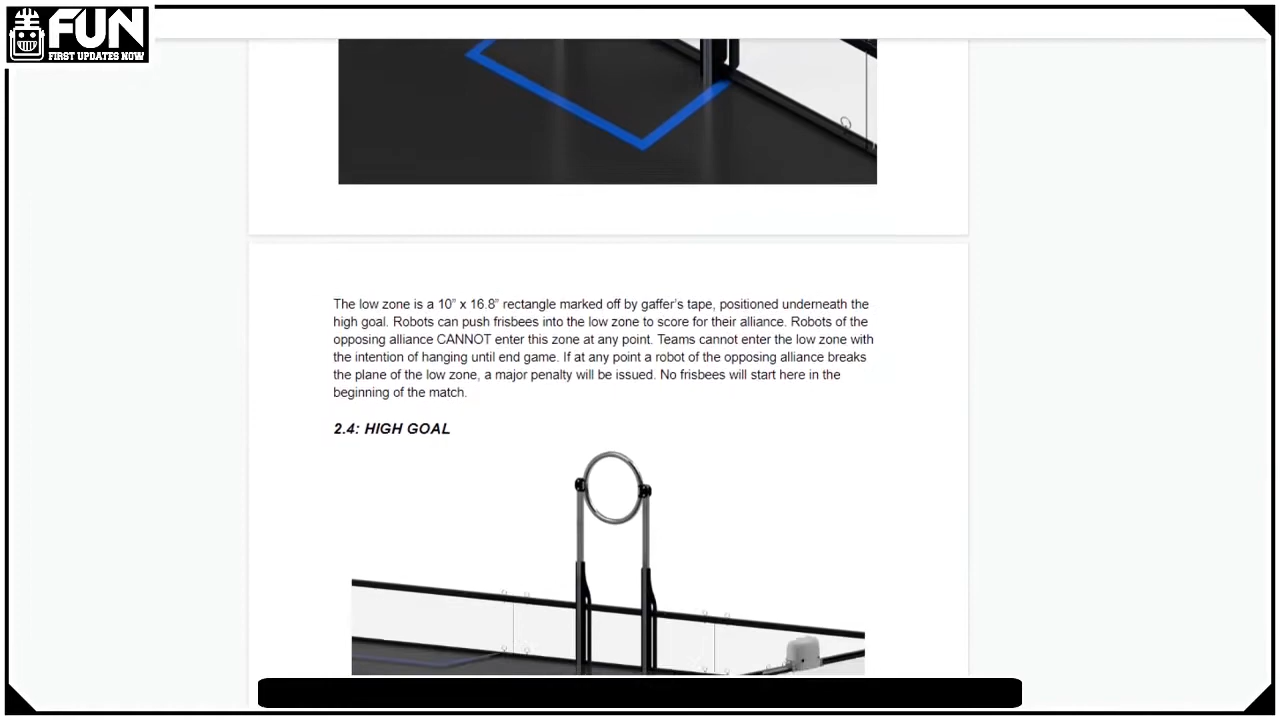 FUN
FIRST UPDATES NOW
The low zone is a 10” x 16.8” rectangle marked off by gaffer’s tape, positioned underneath the
high goal. Robots can push frisbees into the low zone to score for their alliance. Robots of the
opposing alliance CANNOT enter this zone at any point. Teams cannot enter the low zone with
the intention of hanging until end game. If at any point a robot of the opposing alliance breaks
the plane of the low zone, a major penalty will be issued. No frisbees will start here in the
beginning of the match.
2.4: HIGH GOAL